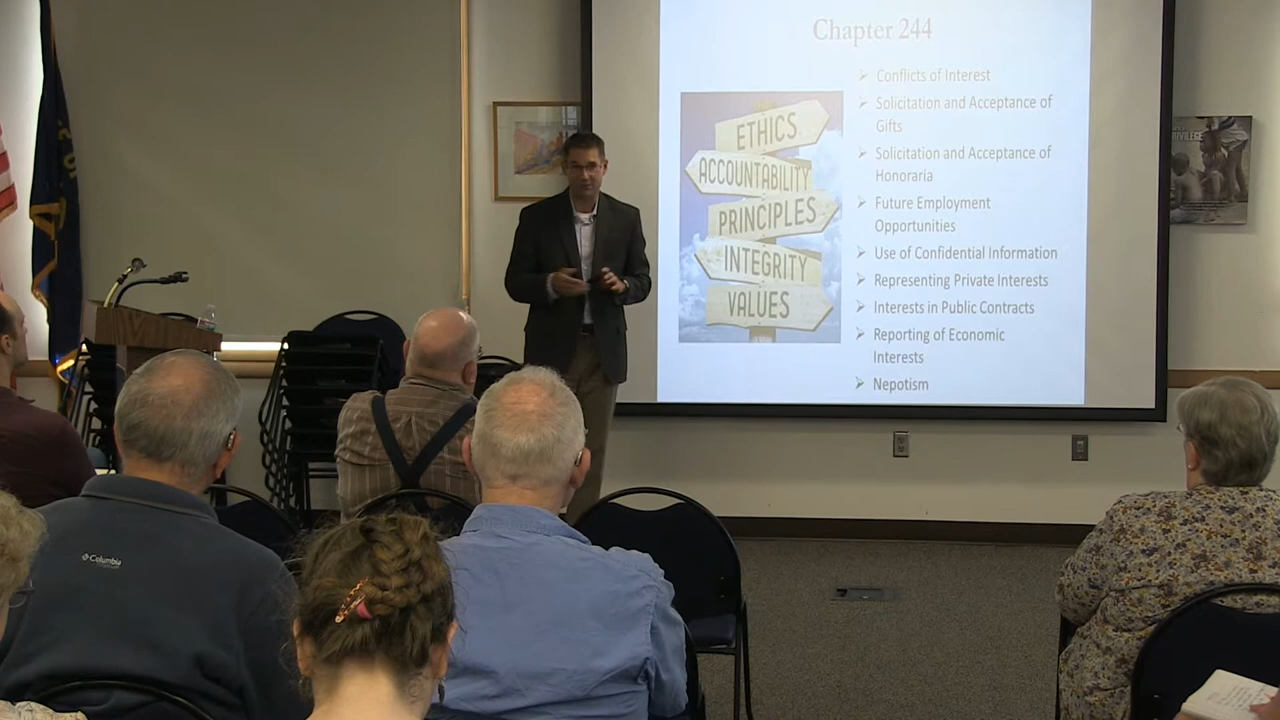 Chapter 244
Conflicts of Interest
Solicitation and Acceptance of
Gifts
Solicitation and Acceptance of
Honoraria
Future Employment
Opportunities
Use of Confidential Information
Representing Private Interests
Interests in Public Contracts
Reporting of Economic
Interests
Nepotism
ETHICS
ACCOUNTABILITY
PRINCIPLES
INTEGRITY
VALUES
Columbia